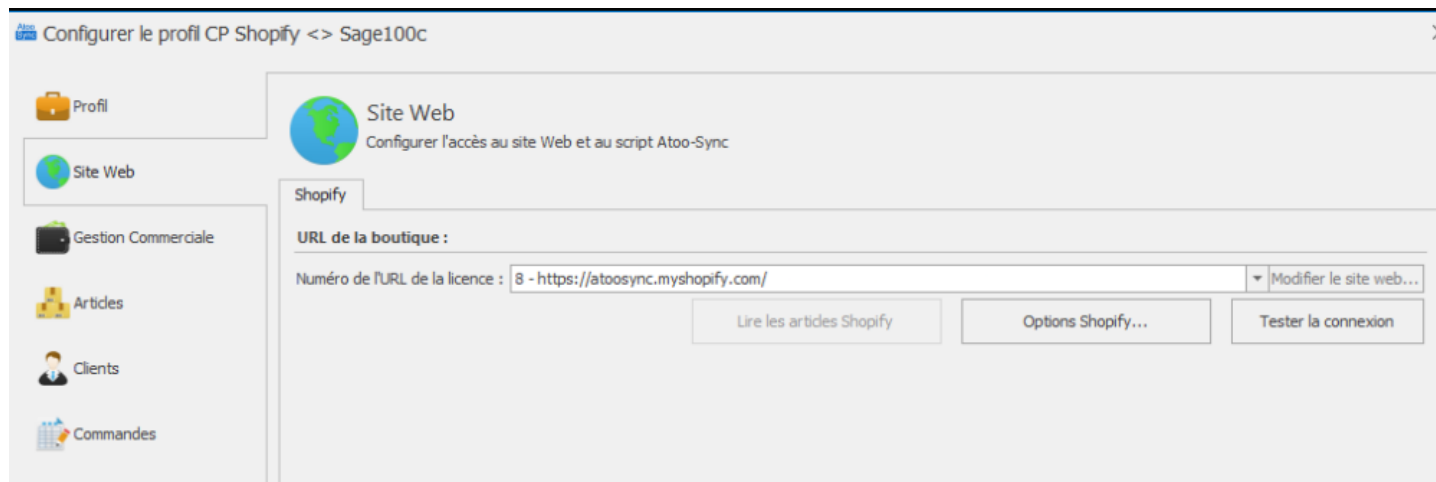 Atoo Sync
Configurer le profil CP Shopify <> Sage100c
Profil
Site Web
Gestion Commerciale
Articles
Clients
Commandes
Site Web
Configurer l'accès au site Web et au script Atoo-Sync
Shopify
URL de la boutique :
Numéro de l'URL de la licence : 8 - https://atoosync.myshopify.com/ Modifier le site web...
Lire les articles Shopify Options Shopify... Tester la connexion